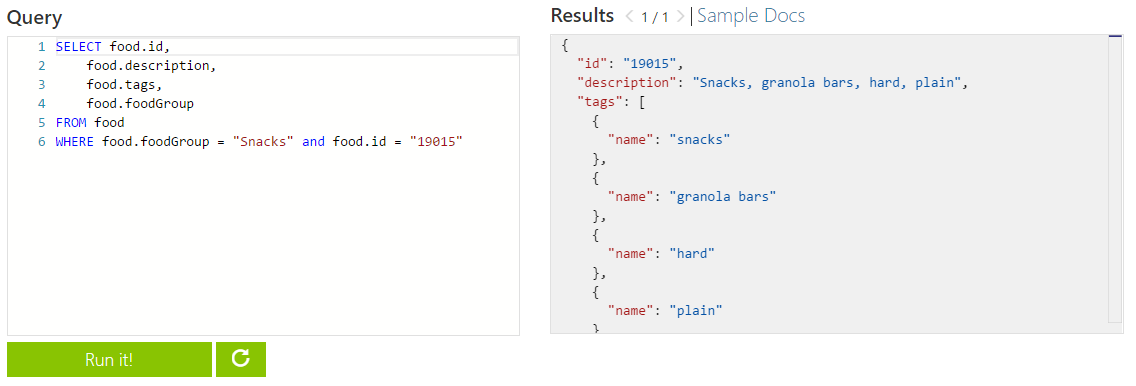 Query
1 SELECT food.id,
2     food.description,
3     food.tags,
4     food.foodGroup
5 FROM food
6 WHERE food.foodGroup = "Snacks" and food.id = "19015"
Run it!
Results < 1 / 1 > | Sample Docs
{
  "id": "19015",
  "description": "Snacks, granola bars, hard, plain",
  "tags": [
    {
      "name": "snacks"
    },
    {
      "name": "granola bars"
    },
    {
      "name": "hard"
    },
    {
      "name": "plain"
    }